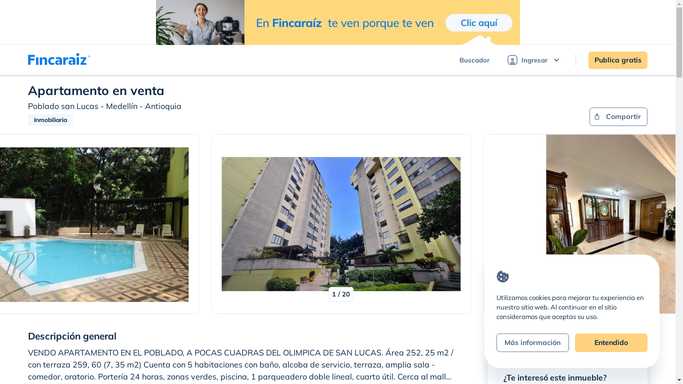 En Fincaraíz te ven porque te ven
Clic aquí
Fincaraiz
Buscador
Ingresar
Publica gratis
Apartamento en venta
Poblado san Lucas - Medellín - Antioquia
Inmobiliaria
Compartir
1 / 20
Utilizamos cookies para mejorar tu experiencia en
nuestro sitio web. Al continuar en el sitio
consideramos que aceptas su uso.
Más información
Entendido
Descripción general
VENDO APARTAMENTO EN EL POBLADO, A POCAS CUADRAS DEL OLIMPICA DE SAN LUCAS. Área 252, 25 m2 /
con terraza 259, 60 (7, 35 m2) Cuenta con 5 habitaciones con baño, alcoba de servicio, terraza, amplia sala -
comedor, oratorio. Portería 24 horas, zonas verdes, piscina, 1 parqueadero doble lineal, cuarto útil. Cerca al mall...
¿Te interesó este inmueble?